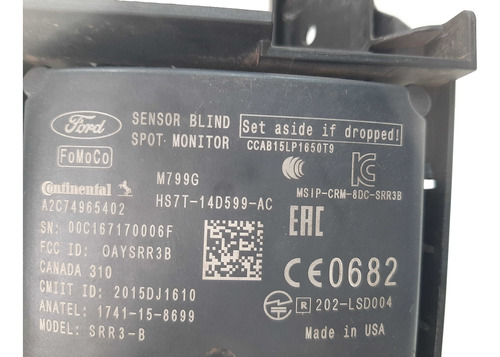 Ford
SENSOR BLIND
SPOT MONITOR
Set aside if dropped!
CCAB15LP1650T9
FoMoCo
Continental
M799G
MSIP-CRM-8DC-SRR3B
A2C74965402
HS7T-14D599-AC
SN: 00C167170006F
EAC
FCC ID: OAYSRR3B
CANADA 310
CE0682
CMIIT ID: 2015DJ1610
R 202-LSD004
ANATEL: 1741-15-8699
Made in USA
MODEL: SRR3-B